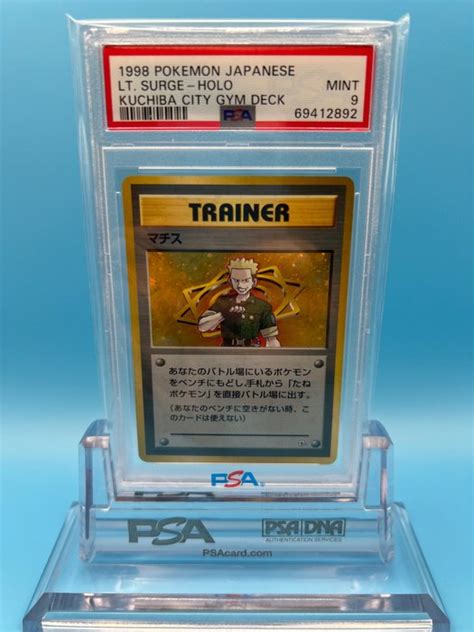 1998 POKEMON JAPANESE
LT. SURGE - HOLO MINT
KUCHIBA CITY GYM DECK 9
PSA 69412892
TRAINER
マチス
あなたのバトル場にいるポケモン
をベンチにもどし、手札から「たね
ポケモン」を直接バトル場に出す。
(あなたのベンチに空きがない時、こ
のカードは使えない)
PSA
PSA PSA/DNA
AUTHENTICATION SERVICES
PSAcard.com